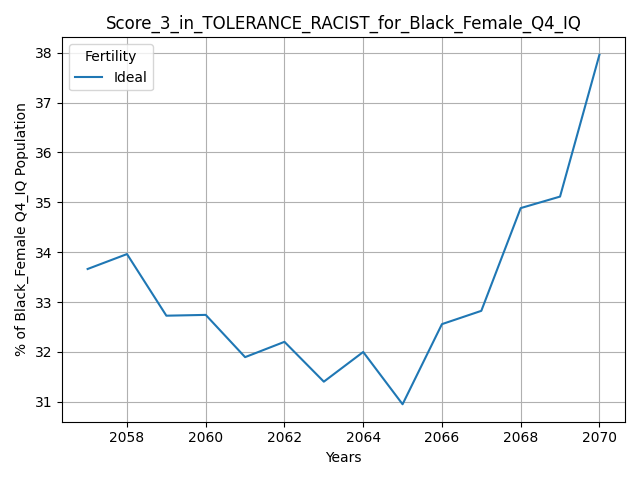 Score_3_in_TOLERANCE_RACIST_for_Black_Female_Q4_IQ
Fertility
Ideal
% of Black_Female Q4_IQ Population
38
37
36
35
34
33
32
31
2058 2060 2062 2064 2066 2068 2070
Years